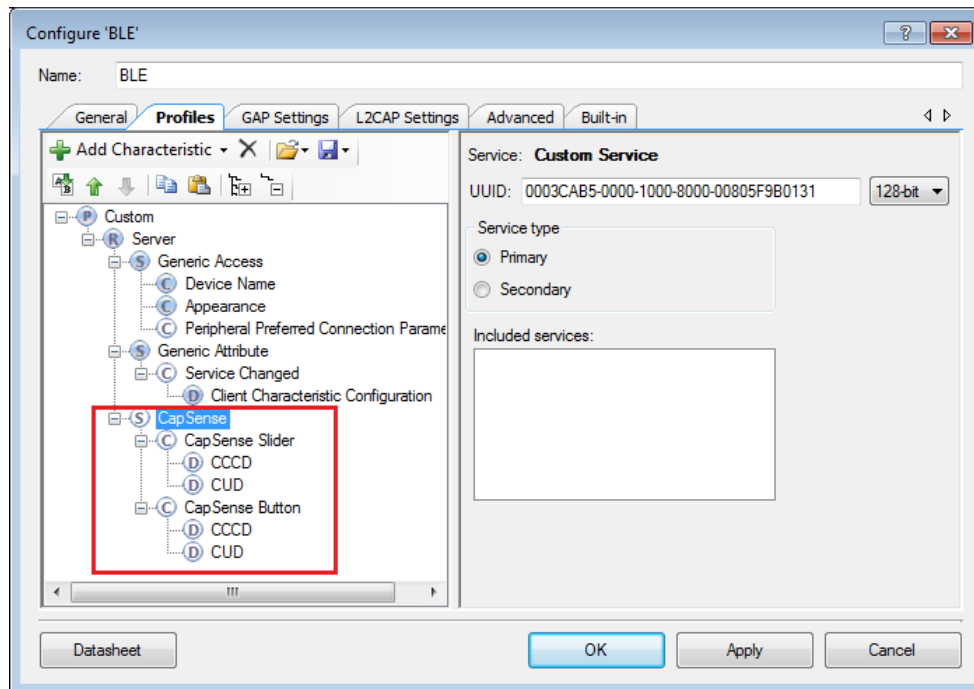 Configure 'BLE'
Name: BLE
General Profiles GAP Settings L2CAP Settings Advanced Built-in
Add Characteristic
Custom
Server
Generic Access
Device Name
Appearance
Peripheral Preferred Connection Parame
Generic Attribute
Service Changed
Client Characteristic Configuration
CapSense
CapSense Slider
CCCD
CUD
CapSense Button
CCCD
CUD
Service: Custom Service
UUID: 0003CAB5-0000-1000-8000-00805F9B0131 128-bit
Service type
Primary
Secondary
Included services:
Datasheet OK Apply Cancel